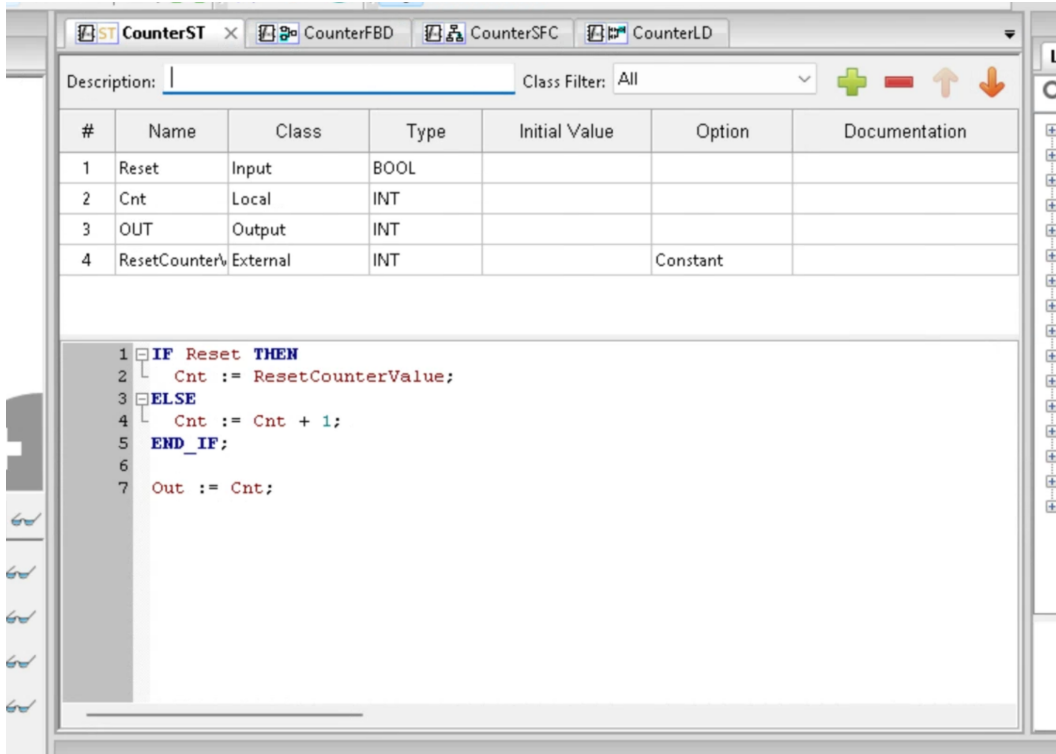 ST CounterST CounterFBD CounterSFC CounterLD
Description: Class Filter: All
# Name Class Type Initial Value Option Documentation
1 Reset Input BOOL
2 Cnt Local INT
3 OUT Output INT
4 ResetCounter External INT Constant
1 IF Reset THEN
2 Cnt := ResetCounterValue;
3 ELSE
4 Cnt := Cnt + 1;
5 END_IF;
6
7 Out := Cnt;